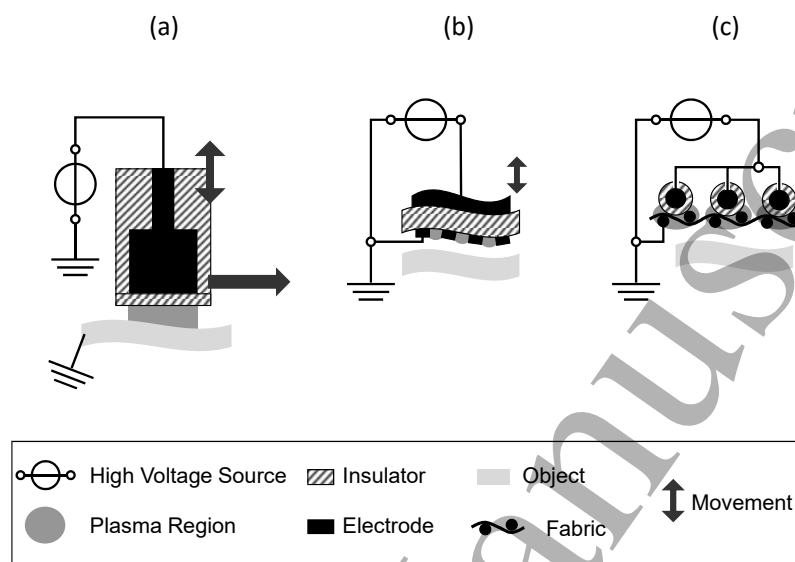 (a) (b) (c)
High Voltage Source Insulator Object
Movement
Plasma Region Electrode Fabric